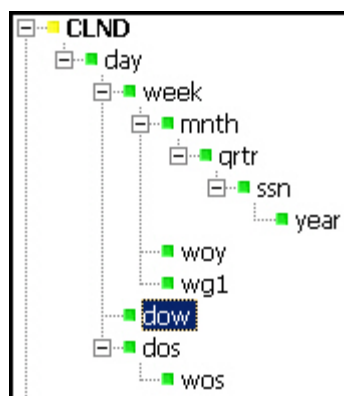 CLND
day
week
mnth
qrtr
ssn
year
woy
wg1
dow
dos
wos